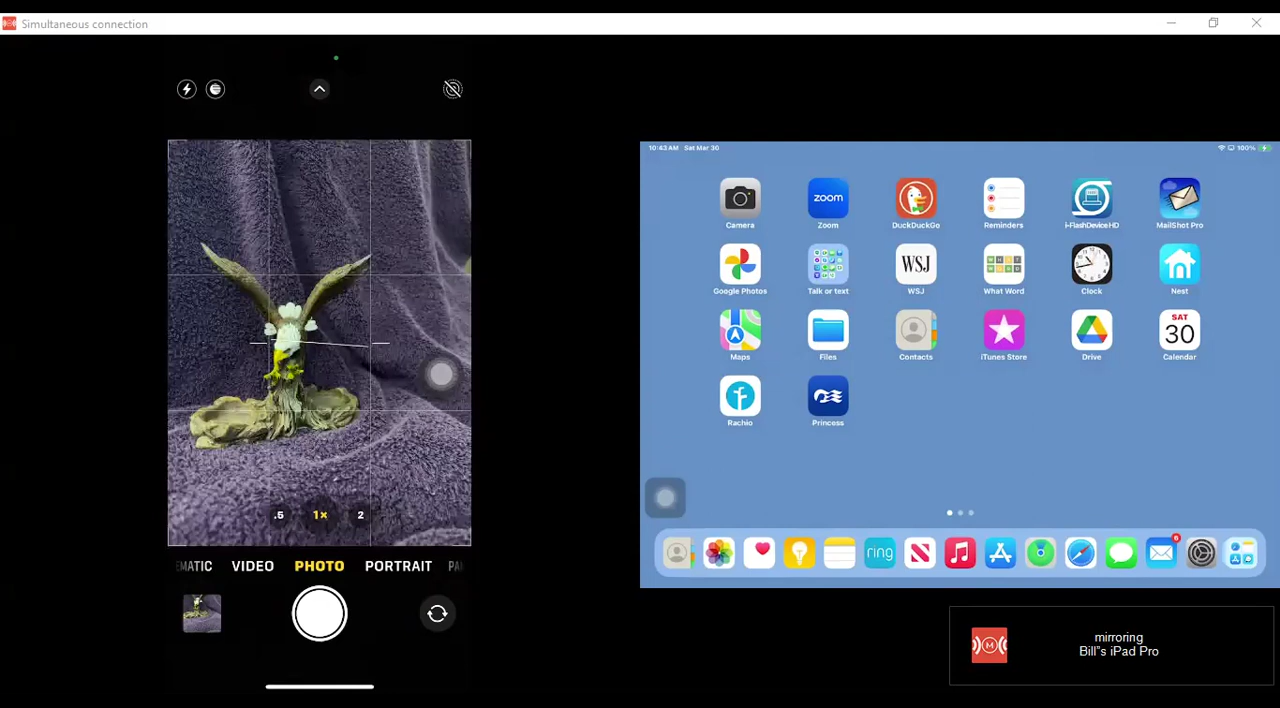 Simultaneous connection
.5
1×
2
EMATIC VIDEO PHOTO PORTRAIT PA
10:43 AM Sat Mar 30
100%
Camera
zoom
Zoom
DuckDuckGo
Reminders
i-FlashDeviceHD
MailShot Pro
Google Photos
Talk or text
WSJ
WSJ
What Word
Clock
Nest
Maps
Files
Contacts
iTunes Store
Drive
SAT
30
Calendar
Rachio
Princess
ring
M
mirroring
Bill"s iPad Pro